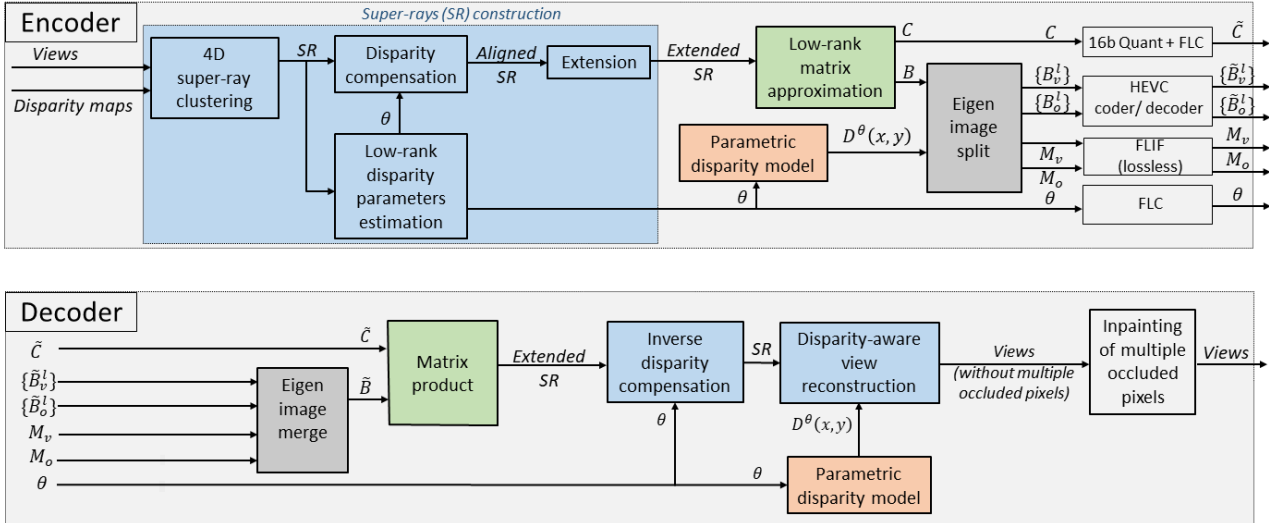 Encoder
Super-rays (SR) construction
Views
Disparity maps
4D
super-ray
clustering
SR
Disparity
compensation
Aligned
SR
Extension
Extended
SR
θ
Low-rank
disparity
parameters
estimation
Low-rank
matrix
approximation
C
B
Parametric
disparity model
D^θ(x, y)
θ
Eigen
image
split
C
{B_v^l}
{B_o^l}
M_v
M_o
θ
16b Quant + FLC
HEVC
coder/ decoder
FLIF
(lossless)
FLC
C̃
{B̃_v^l}
{B̃_o^l}
M_v
M_o
θ
Decoder
C̃
{B̃_v^l}
{B̃_o^l}
M_v
M_o
θ
Eigen
image
merge
C̃
B̃
Matrix
product
Extended
SR
Inverse
disparity
compensation
θ
SR
Disparity-aware
view
reconstruction
D^θ(x, y)
θ
Parametric
disparity model
Views
(without multiple
occluded pixels)
Inpainting
of multiple
occluded
pixels
Views